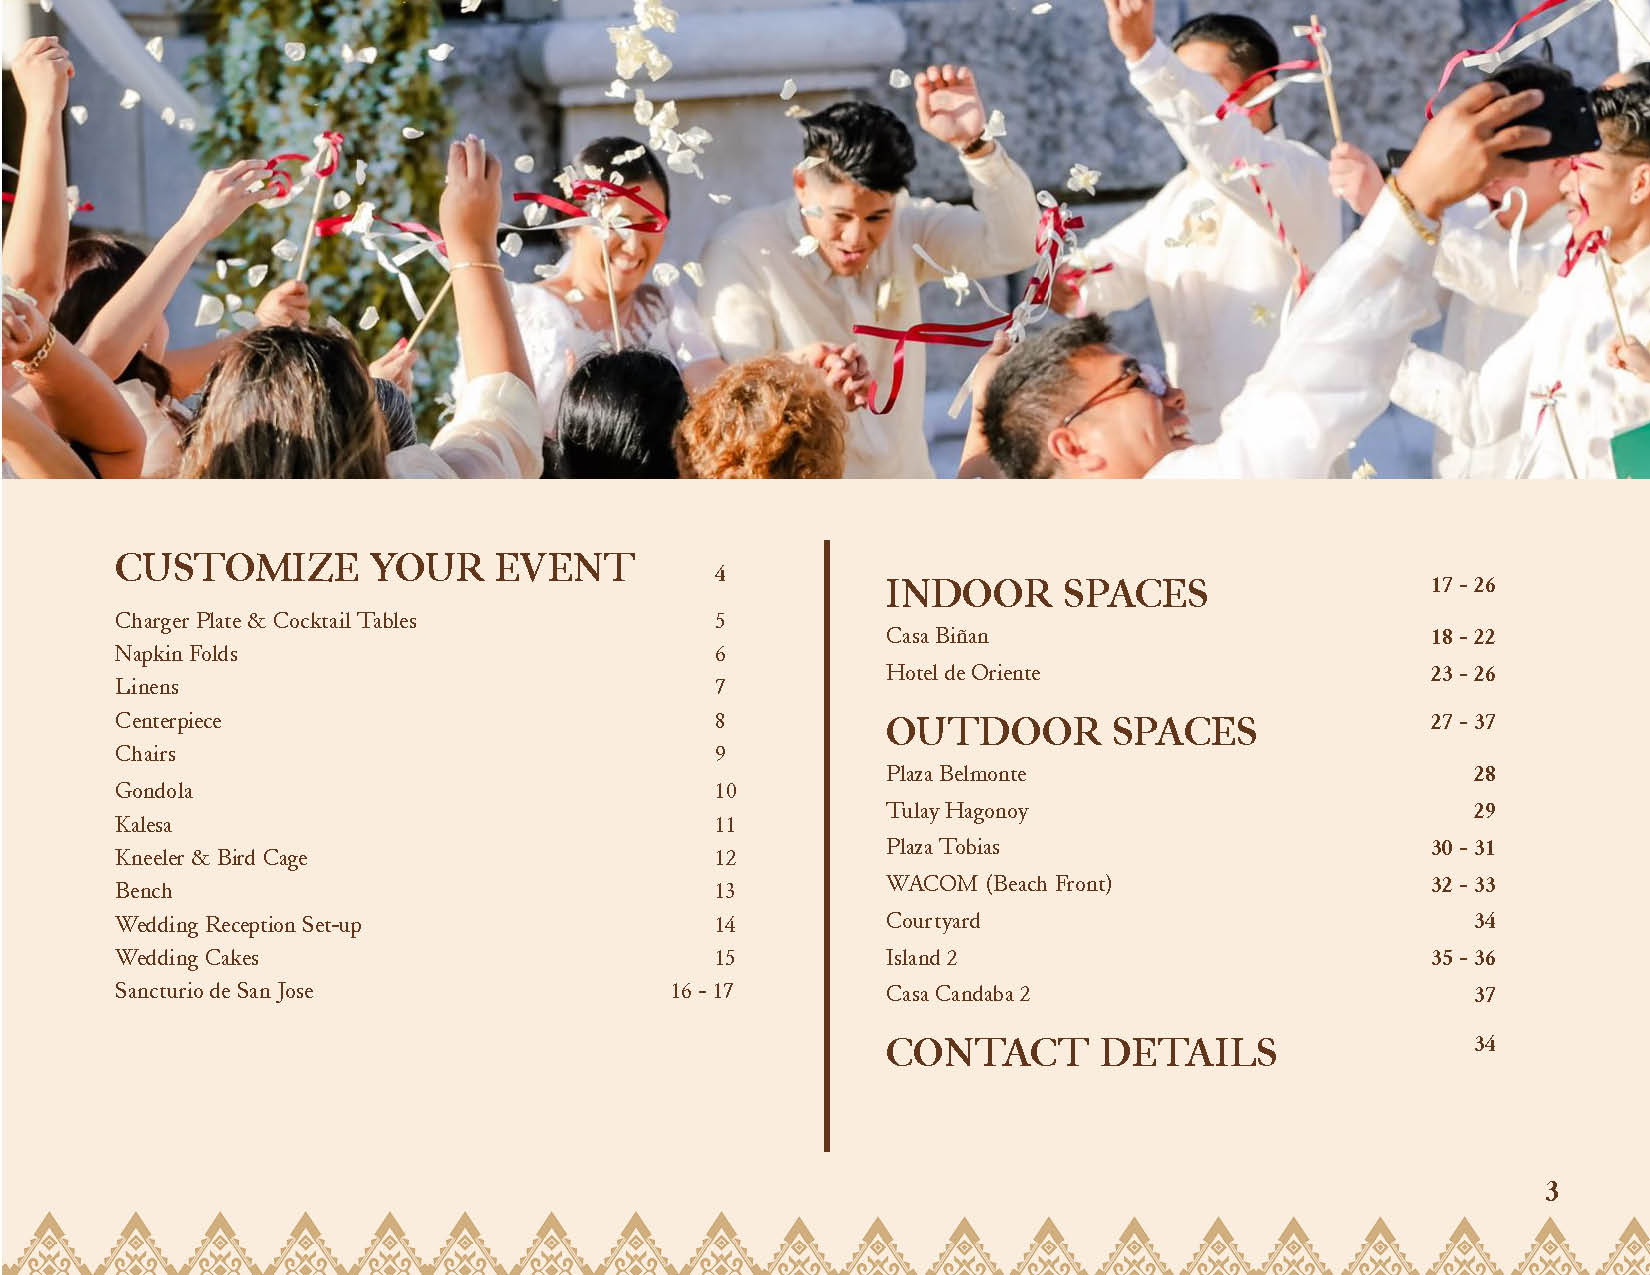 CUSTOMIZE YOUR EVENT 4
Charger Plate & Cocktail Tables 5
Napkin Folds 6
Linens 7
Centerpiece 8
Chairs 9
Gondola 10
Kalesa 11
Kneeler & Bird Cage 12
Bench 13
Wedding Reception Set-up 14
Wedding Cakes 15
Sancturio de San Jose 16 - 17
INDOOR SPACES 17 - 26
Casa Biñan 18 - 22
Hotel de Oriente 23 - 26
OUTDOOR SPACES 27 - 37
Plaza Belmonte 28
Tulay Hagonoy 29
Plaza Tobias 30 - 31
WACOM (Beach Front) 32 - 33
Courtyard 34
Island 2 35 - 36
Casa Candaba 2 37
CONTACT DETAILS 34
3